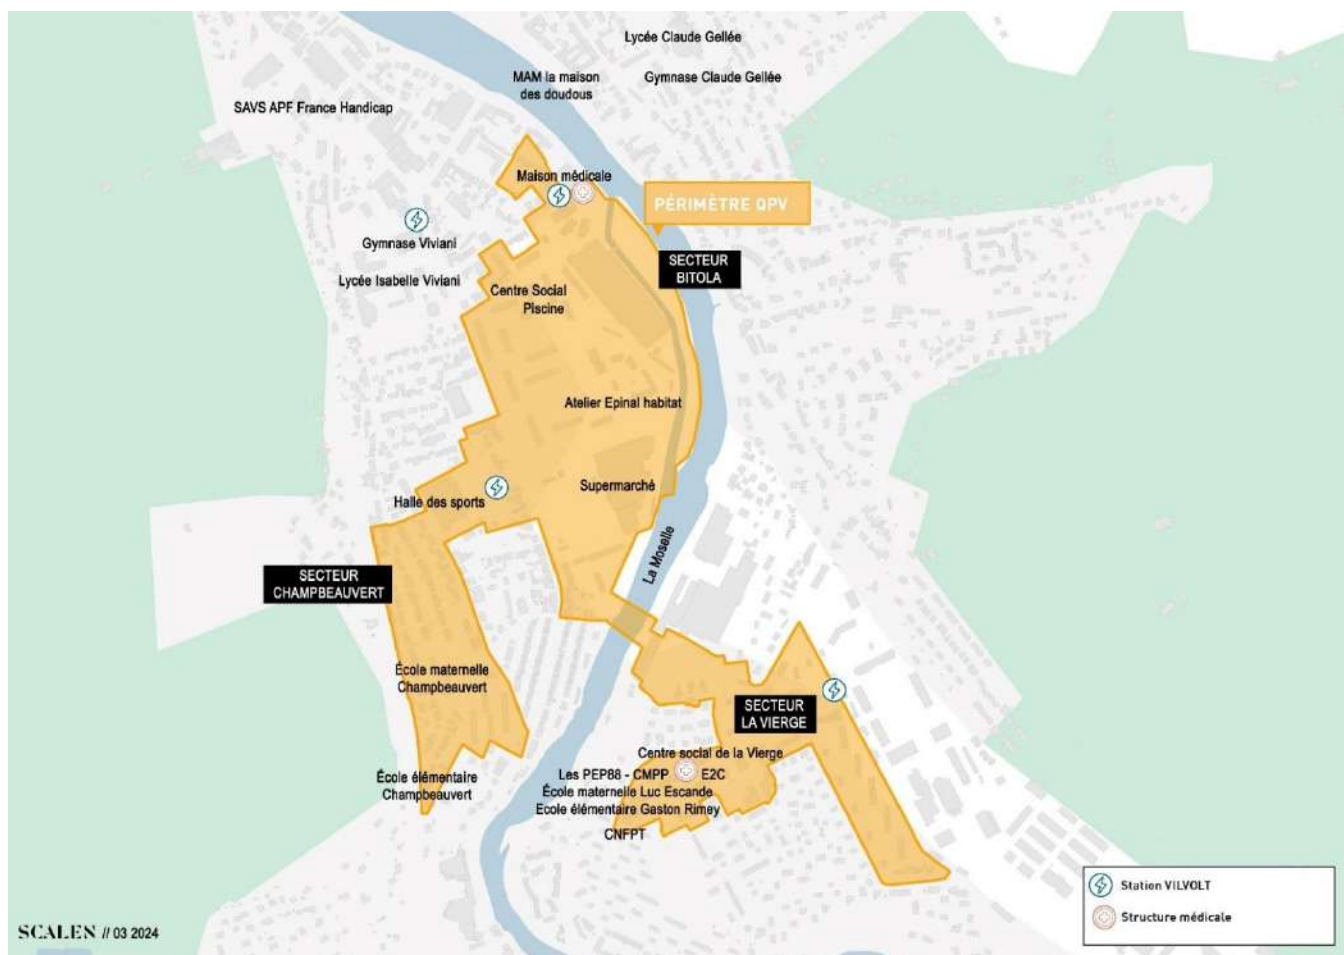 Lycée Claude Gellée
MAM la maison
des doudous
Gymnase Claude Gellée
SAVS APF France Handicap
Maison médicale
PÉRIMÈTRE QPV
Gymnase Viviani
SECTEUR
BITOLA
Lycée Isabelle Viviani
Centre Social
Piscine
Atelier Epinal habitat
Supermarché
Halle des sports
La Moselle
SECTEUR
CHAMPBEAUVERT
École maternelle
Champbeauvert
SECTEUR
LA VIERGE
Centre social de la Vierge
Les PEP88 - CMPP
E2C
École élémentaire
Champbeauvert
École maternelle Luc Escande
Ecole élémentaire Gaston Rimey
CNFPT
Station VILVOLT
Structure médicale
SCALEN // 03 2024